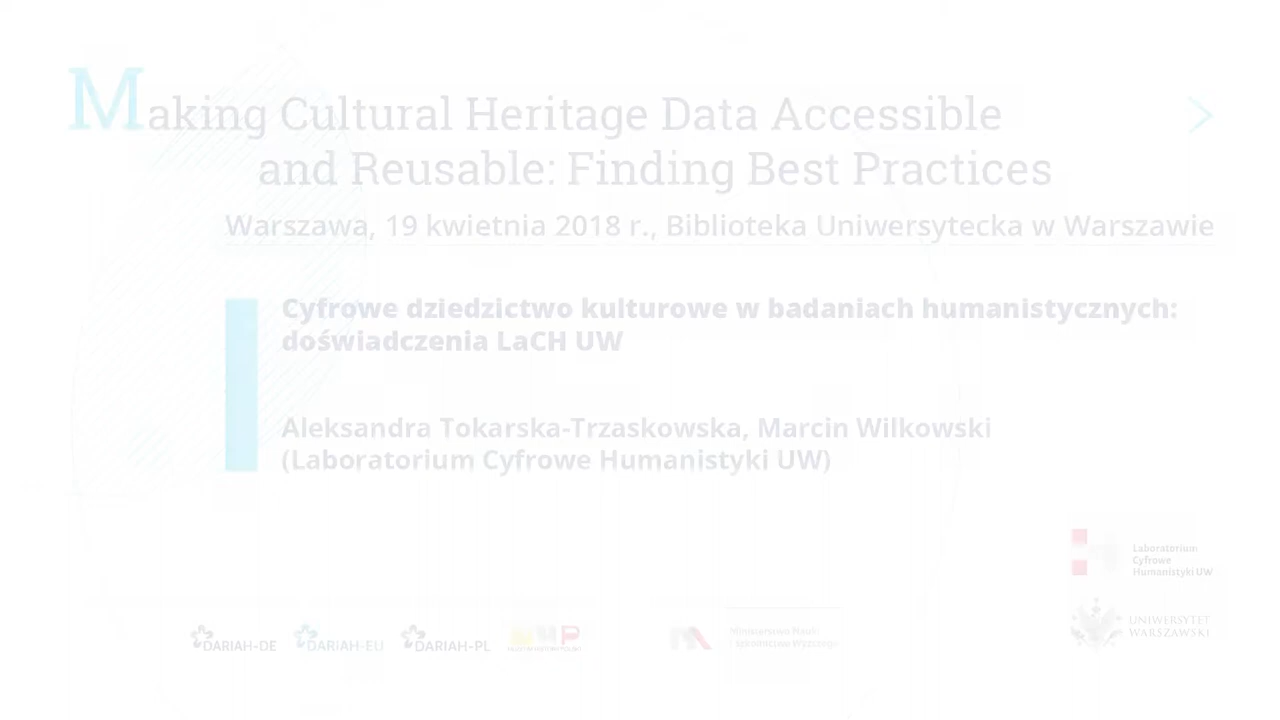 Making Cultural Heritage Data Accessible
and Reusable: Finding Best Practices
Warszawa, 19 kwietnia 2018 r., Biblioteka Uniwersytecka w Warszawie
Cyfrowe dziedzictwo kulturowe w badaniach humanistycznych:
doświadczenia LaCH UW
Aleksandra Tokarska-Trzaskowska, Marcin Wilkowski
(Laboratorium Cyfrowe Humanistyki UW)
Laboratorium
Cyfrowe
Humanistyki UW
UNIWERSYTET
WARSZAWSKI
DARIAH-DE DARIAH-EU DARIAH-PL
Ministerstwo Nauki
i Szkolnictwa Wyższego